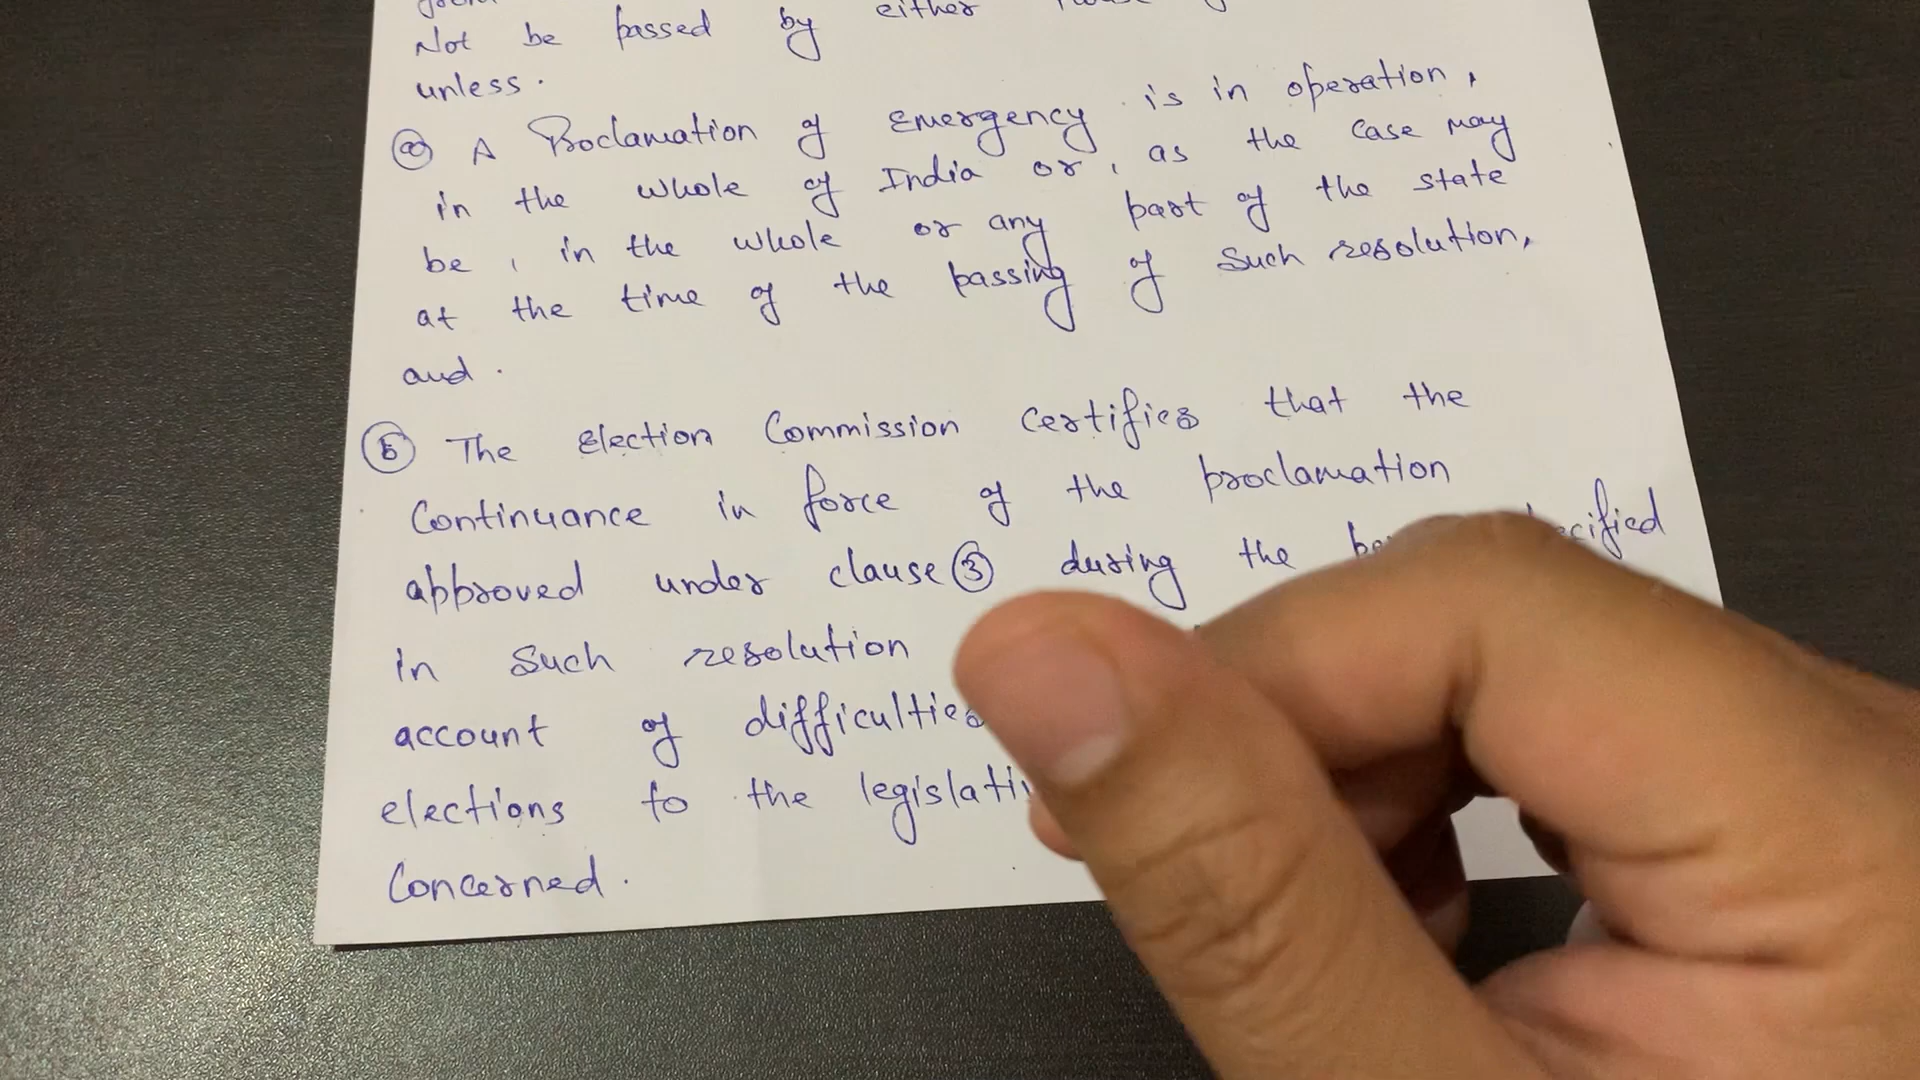 Not be passed by either
unless.
ⓐ A Proclamation of Emergency is in operation,
in the whole of India or, as the case may
be, in the whole or any part of the state
at the time of the passing of such resolution,
and.
ⓑ The Election Commission certifies that the
Continuance in force of the proclamation
approved under clause ③ during the
in such resolution
account of difficulties
elections to the
Concerned.